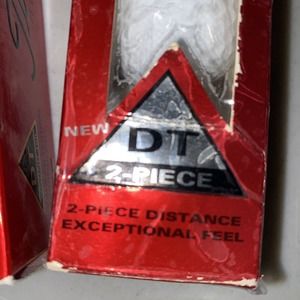 NEW
DT
2-PIECE
2-PIECE DISTANCE
EXCEPTIONAL FEEL